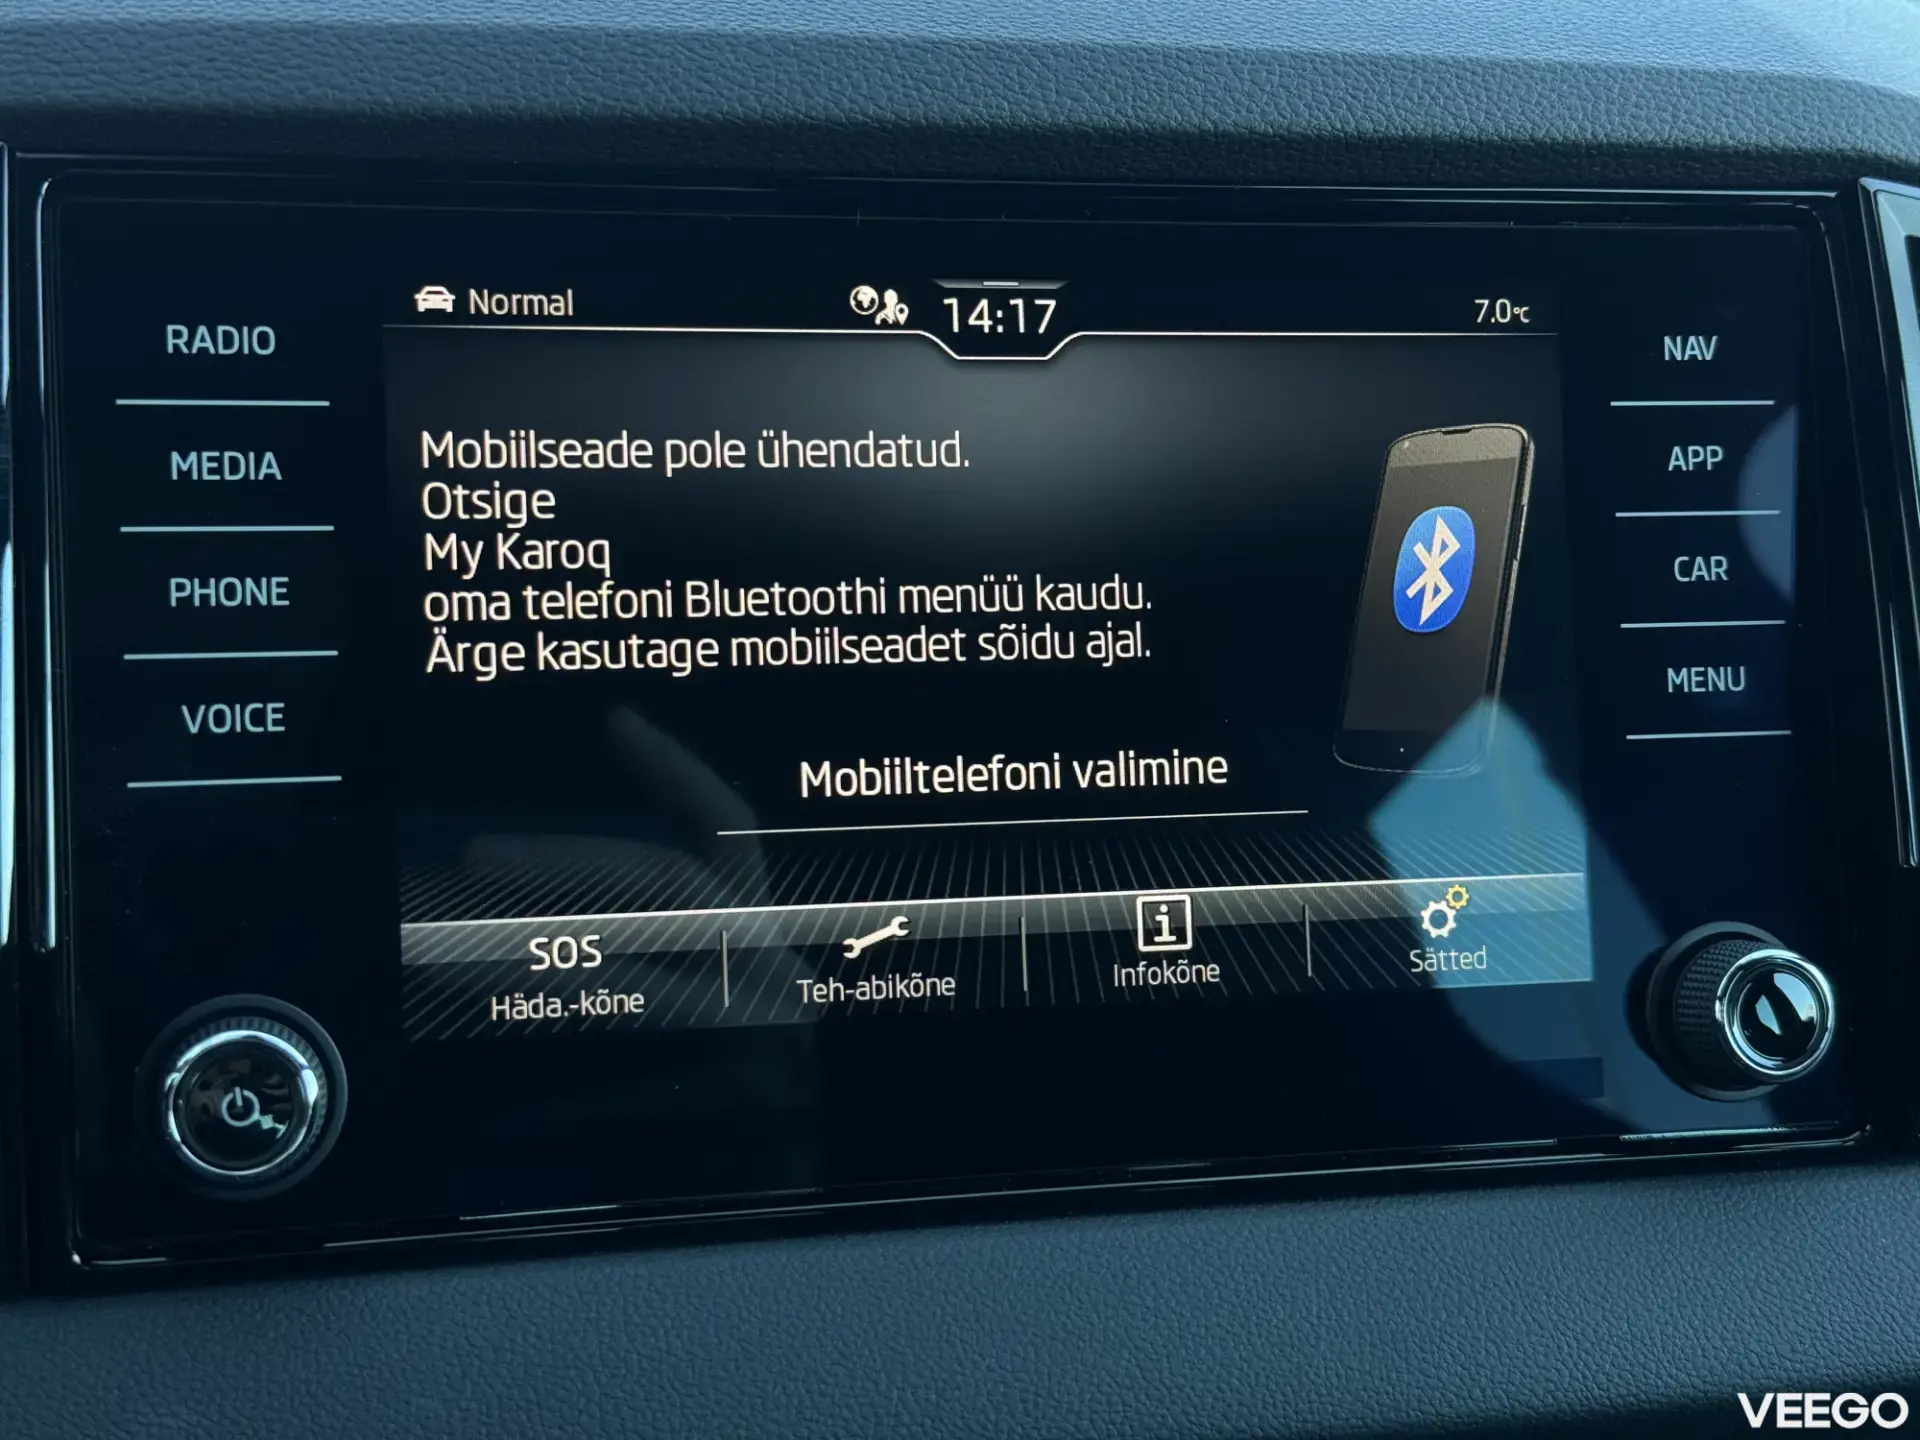 Normal
14:17
7.0°C
RADIO
MEDIA
PHONE
VOICE
Mobiilseade pole ühendatud.
Otsige
My Karoq
oma telefoni Bluetoothi menüü kaudu.
Ärge kasutage mobiilseadet sõidu ajal.
Mobiiltelefoni valimine
NAV
APP
CAR
MENU
SOS
Häda.-kõne
Teh-abikõne
i
Infokõne
Sätted
VEEGO